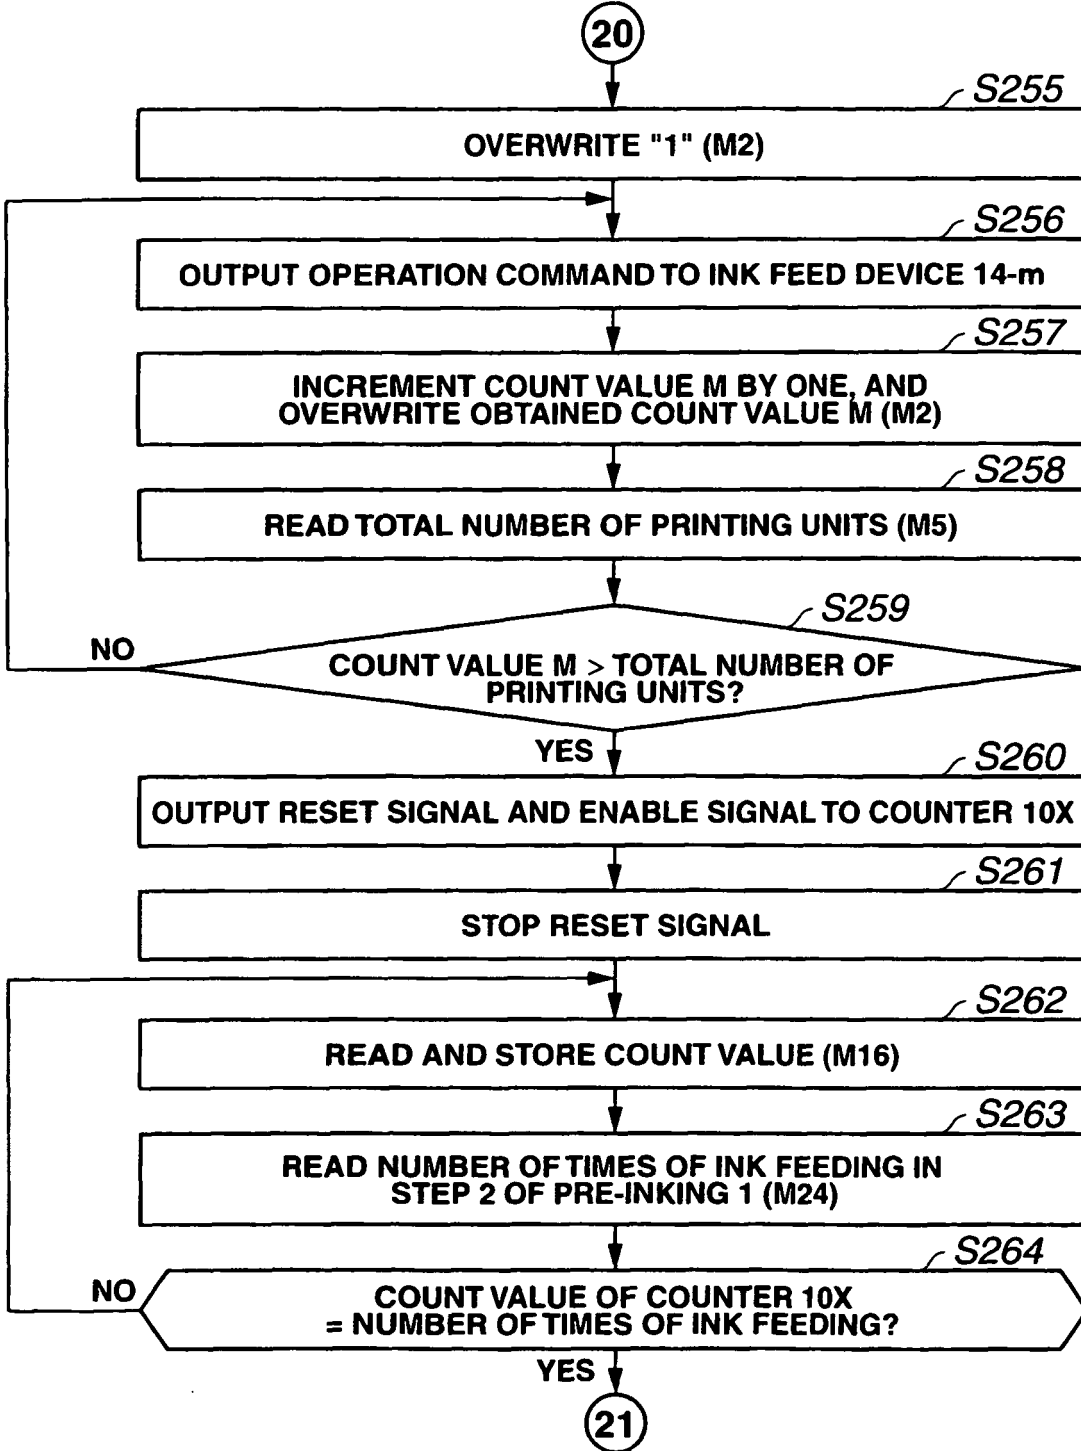 20
S255
OVERWRITE "1" (M2)
S256
OUTPUT OPERATION COMMAND TO INK FEED DEVICE 14-m
S257
INCREMENT COUNT VALUE M BY ONE, AND
OVERWRITE OBTAINED COUNT VALUE M (M2)
S258
READ TOTAL NUMBER OF PRINTING UNITS (M5)
S259
NO
COUNT VALUE M > TOTAL NUMBER OF
PRINTING UNITS?
YES
S260
OUTPUT RESET SIGNAL AND ENABLE SIGNAL TO COUNTER 10X
S261
STOP RESET SIGNAL
S262
READ AND STORE COUNT VALUE (M16)
S263
READ NUMBER OF TIMES OF INK FEEDING IN
STEP 2 OF PRE-INKING 1 (M24)
S264
NO
COUNT VALUE OF COUNTER 10X
= NUMBER OF TIMES OF INK FEEDING?
YES
21